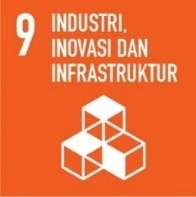 9 INDUSTRI,
INOVASI DAN
INFRASTRUKTUR